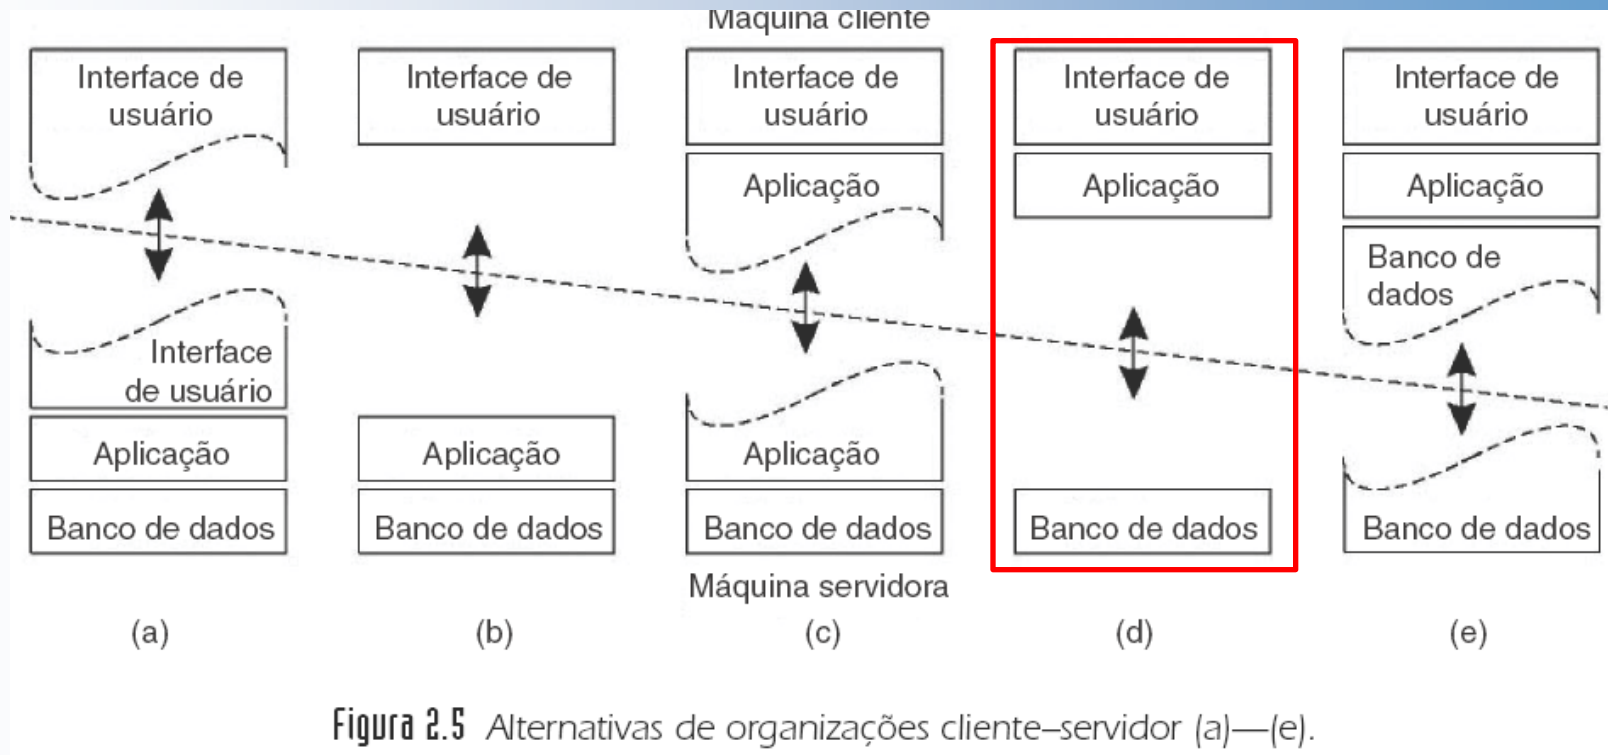 Máquina cliente
Interface de
usuário
Interface de
usuário
Interface de
usuário
Interface de
usuário
Interface de
usuário
Aplicação
Aplicação
Aplicação
Banco de
dados
Interface
de usuário
Aplicação
Aplicação
Aplicação
Banco de dados
Banco de dados
Banco de dados
Banco de dados
Banco de dados
Máquina servidora
(a)
(b)
(c)
(d)
(e)
Figura 2.5 Alternativas de organizações cliente–servidor (a)—(e).